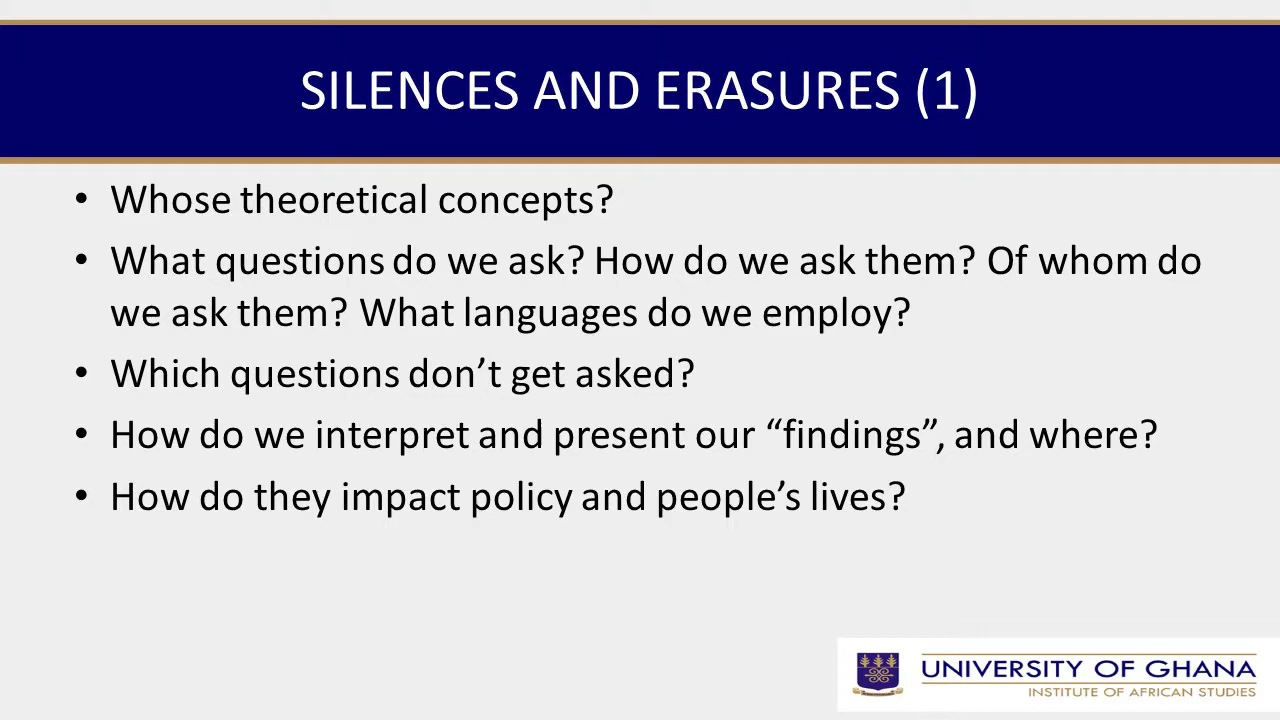 SILENCES AND ERASURES (1)
• Whose theoretical concepts?
• What questions do we ask? How do we ask them? Of whom do
we ask them? What languages do we employ?
• Which questions don’t get asked?
• How do we interpret and present our “findings”, and where?
• How do they impact policy and people’s lives?
UNIVERSITY OF GHANA
INSTITUTE OF AFRICAN STUDIES